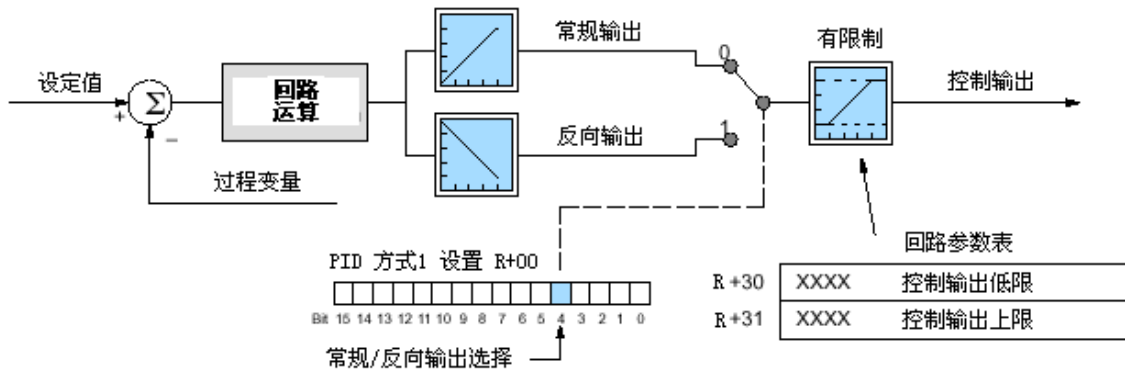 常规输出
0
有限制
设定值
回路
运算
控制输出
+
Σ
−
1
反向输出
过程变量
PID 方式1 设置 R+00
回路参数表
R +30 XXXX 控制输出低限
R +31 XXXX 控制输出上限
Bit 15 14 13 12 11 10 9 8 7 6 5 4 3 2 1 0
常规/反向输出选择